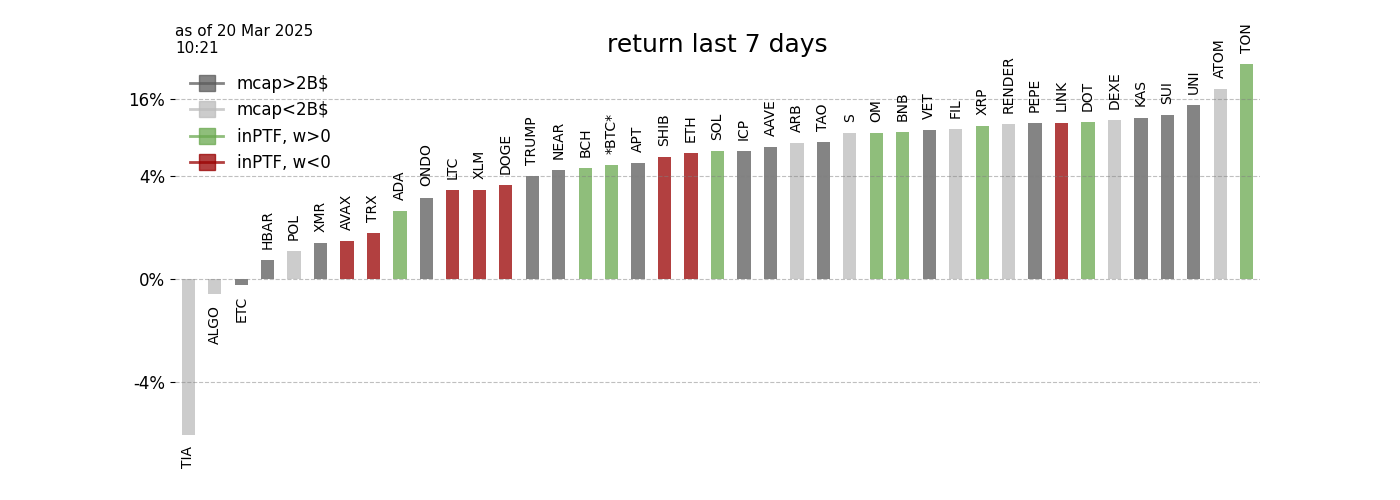 as of 20 Mar 2025
10:21
return last 7 days
mcap>2B$
mcap<2B$
inPTF, w>0
inPTF, w<0
16%
4%
0%
-4%
TIA
ALGO
ETC
HBAR
POL
XMR
AVAX
TRX
ADA
ONDO
LTC
XLM
DOGE
TRUMP
NEAR
BCH
*BTC*
APT
SHIB
ETH
SOL
ICP
AAVE
ARB
TAO
S
OM
BNB
VET
FIL
XRP
RENDER
PEPE
LINK
DOT
DEXE
KAS
SUI
UNI
ATOM
TON